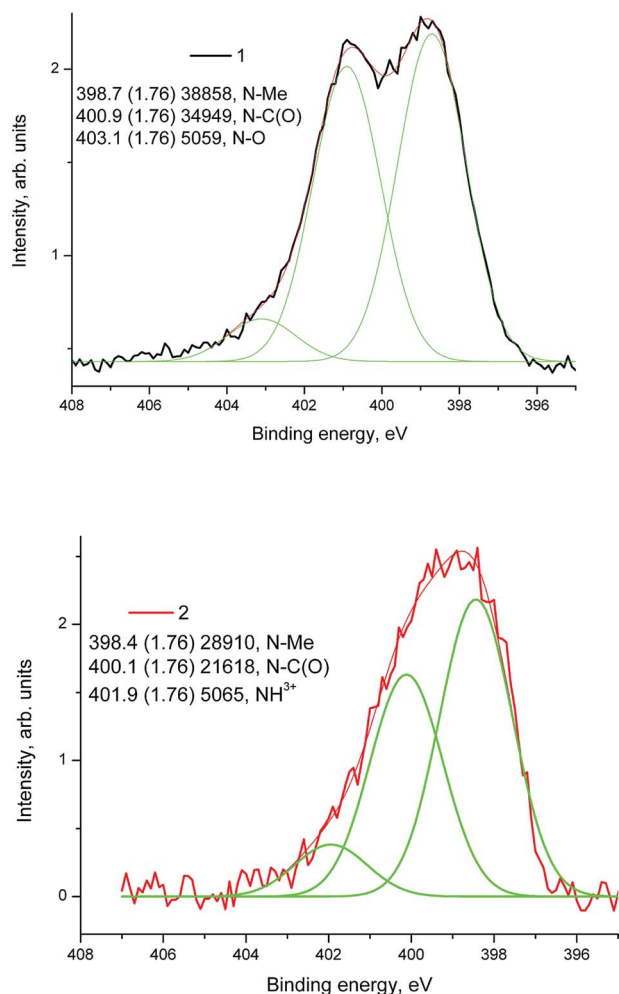 1
398.7 (1.76) 38858, N-Me
400.9 (1.76) 34949, N-C(O)
403.1 (1.76) 5059, N-O
Intensity, arb. units
2
1
408 406 404 402 400 398 396
Binding energy, eV
2
398.4 (1.76) 28910, N-Me
400.1 (1.76) 21618, N-C(O)
401.9 (1.76) 5065, NH³⁺
Intensity, arb. units
2
1
0
408 406 404 402 400 398 396
Binding energy, eV